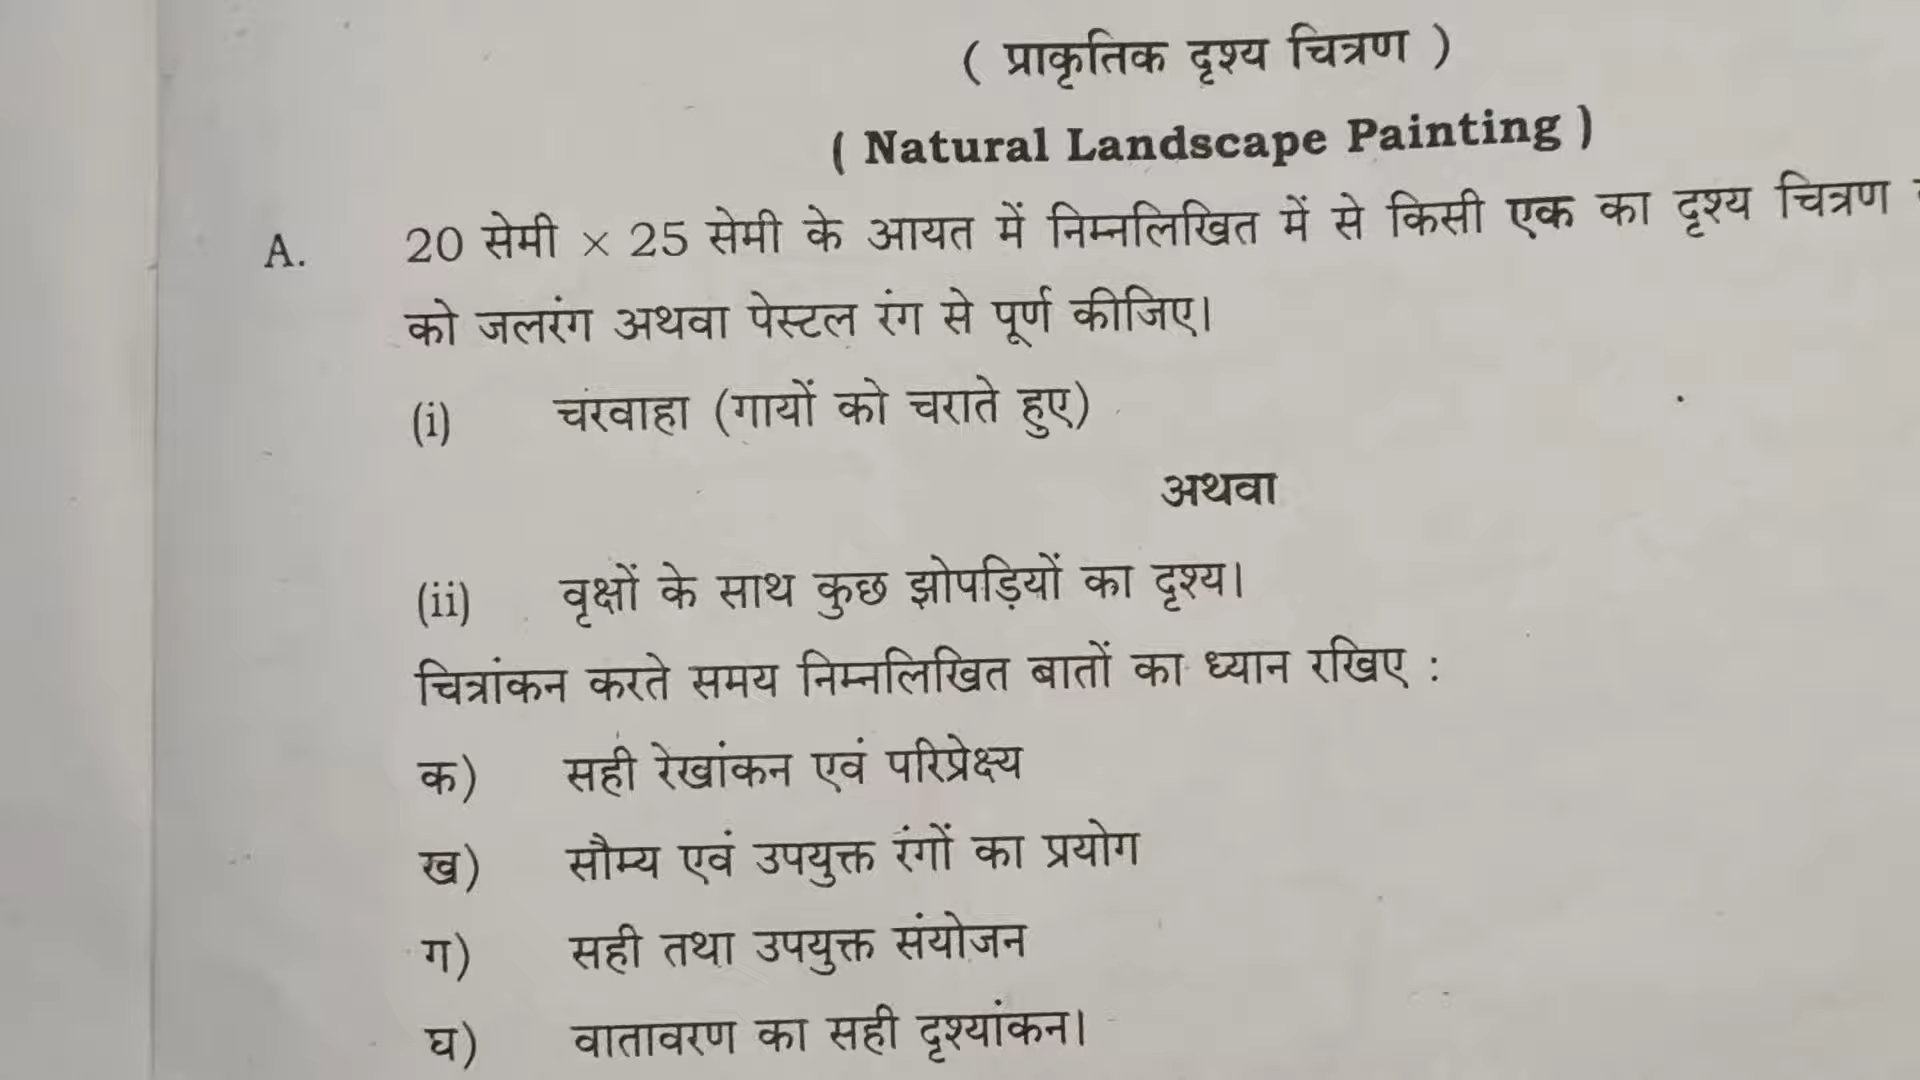 ( प्राकृतिक दृश्य चित्रण )
( Natural Landscape Painting )
A. 20 सेमी × 25 सेमी के आयत में निम्नलिखित में से किसी एक का दृश्य चित्रण
को जलरंग अथवा पेस्टल रंग से पूर्ण कीजिए।
(i) चरवाहा (गायों को चराते हुए)
अथवा
(ii) वृक्षों के साथ कुछ झोपड़ियों का दृश्य।
चित्रांकन करते समय निम्नलिखित बातों का ध्यान रखिए :
क) सही रेखांकन एवं परिप्रेक्ष्य
ख) सौम्य एवं उपयुक्त रंगों का प्रयोग
ग) सही तथा उपयुक्त संयोजन
घ) वातावरण का सही दृश्यांकन।